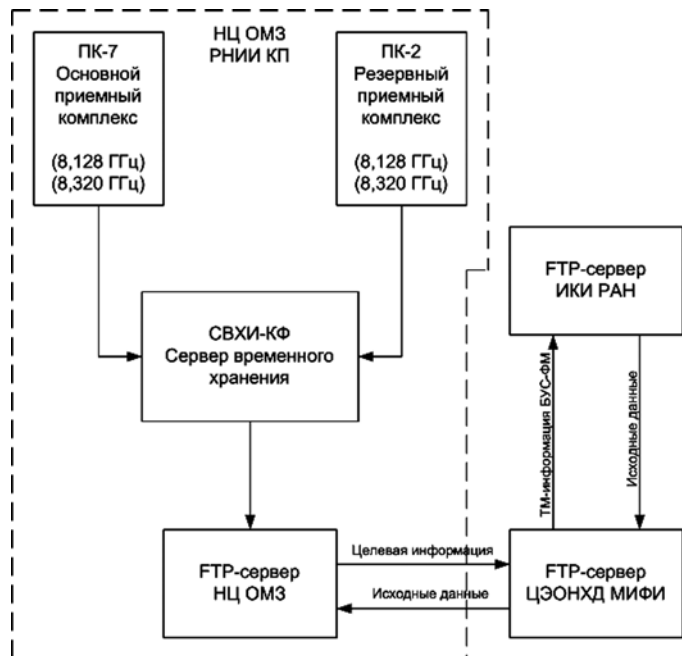 НЦ ОМЗ
РНИИ КП
ПК-7
Основной
приемный
комплекс
(8,128 ГГц)
(8,320 ГГц)
ПК-2
Резервный
приемный
комплекс
(8,128 ГГц)
(8,320 ГГц)
FTP-сервер
ИКИ РАН
СВХИ-КФ
Сервер временного
хранения
ТМ-информация БУС-ФМ
Исходные данные
FTP-сервер
НЦ ОМЗ
Целевая информация
Исходные данные
FTP-сервер
ЦЭОНХД МИФИ